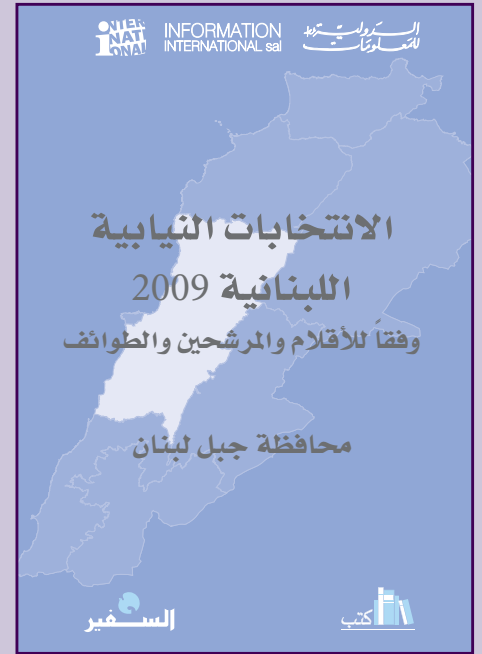 INTERNATIONAL
INFORMATION
INTERNATIONAL sal
الدولية
للمعلومات
الانتخابات النيابية
اللبنانية 2009
وفقاً للأقلام والمرشحين والطوائف
محافظة جبل لبنان
السفير
كتب